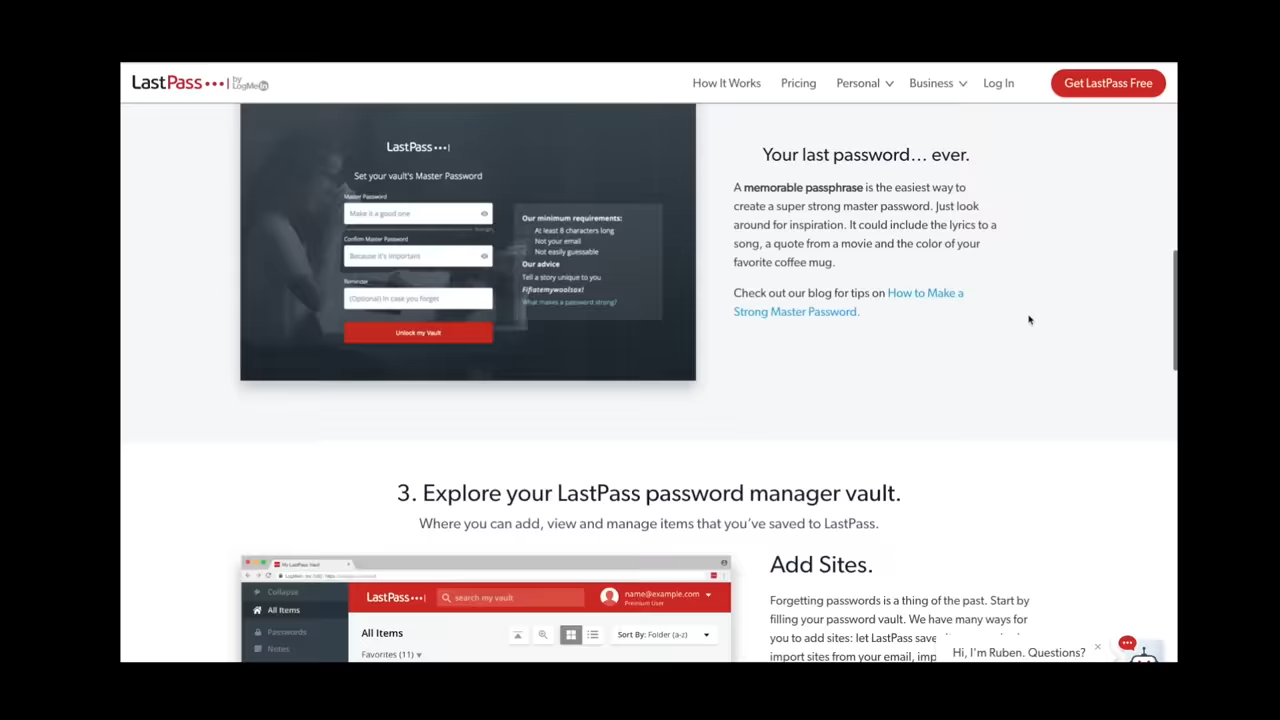 LastPass •••| by LogMeIn
How It Works
Pricing
Personal
Business
Log In
Get LastPass Free
LastPass •••|
Set your vault's Master Password
Master Password
Make it a good one
Confirm Master Password
Because it's important
Reminder
(Optional) In case you forget
Unlock my Vault
Our minimum requirements:
At least 8 characters long
Not your email
Not easily guessable
Our advice
Tell a story unique to you
Fifiatemywoolsox!
What makes a password strong?
Your last password… ever.
A memorable passphrase is the easiest way to
create a super strong master password. Just look
around for inspiration. It could include the lyrics to a
song, a quote from a movie and the color of your
favorite coffee mug.
Check out our blog for tips on How to Make a
Strong Master Password.
3. Explore your LastPass password manager vault.
Where you can add, view and manage items that you've saved to LastPass.
My LastPass Vault
Collapse
All Items
Passwords
Notes
LastPass •••|
search my vault
name@example.com
Premium User
All Items
Sort By: Folder (a-z)
Favorites (11)
Add Sites.
Forgetting passwords is a thing of the past. Start by
filling your password vault. We have many ways for
you to add sites: let LastPass save
import sites from your email,
Hi, I'm Ruben. Questions?